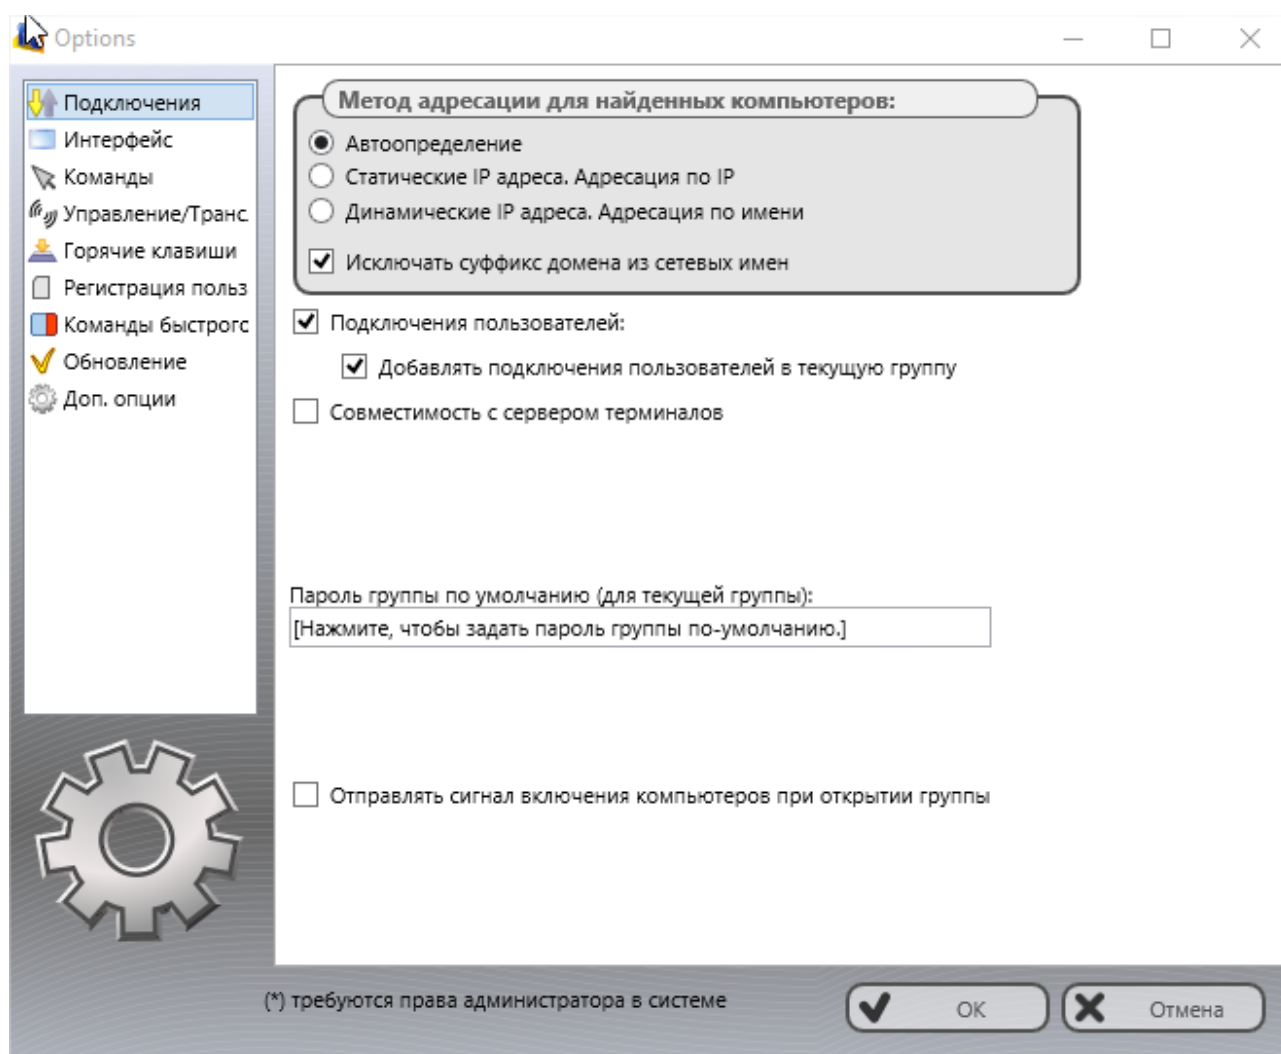 Options
Подключения
Интерфейс
Команды
Управление/Транс.
Горячие клавиши
Регистрация польз
Команды быстрого
Обновление
Доп. опции
Метод адресации для найденных компьютеров:
Автоопределение
Статические IP адреса. Адресация по IP
Динамические IP адреса. Адресация по имени
Исключать суффикс домена из сетевых имен
Подключения пользователей:
Добавлять подключения пользователей в текущую группу
Совместимость с сервером терминалов
Пароль группы по умолчанию (для текущей группы):
[Нажмите, чтобы задать пароль группы по-умолчанию.]
Отправлять сигнал включения компьютеров при открытии группы
(*) требуются права администратора в системе
OK
Отмена